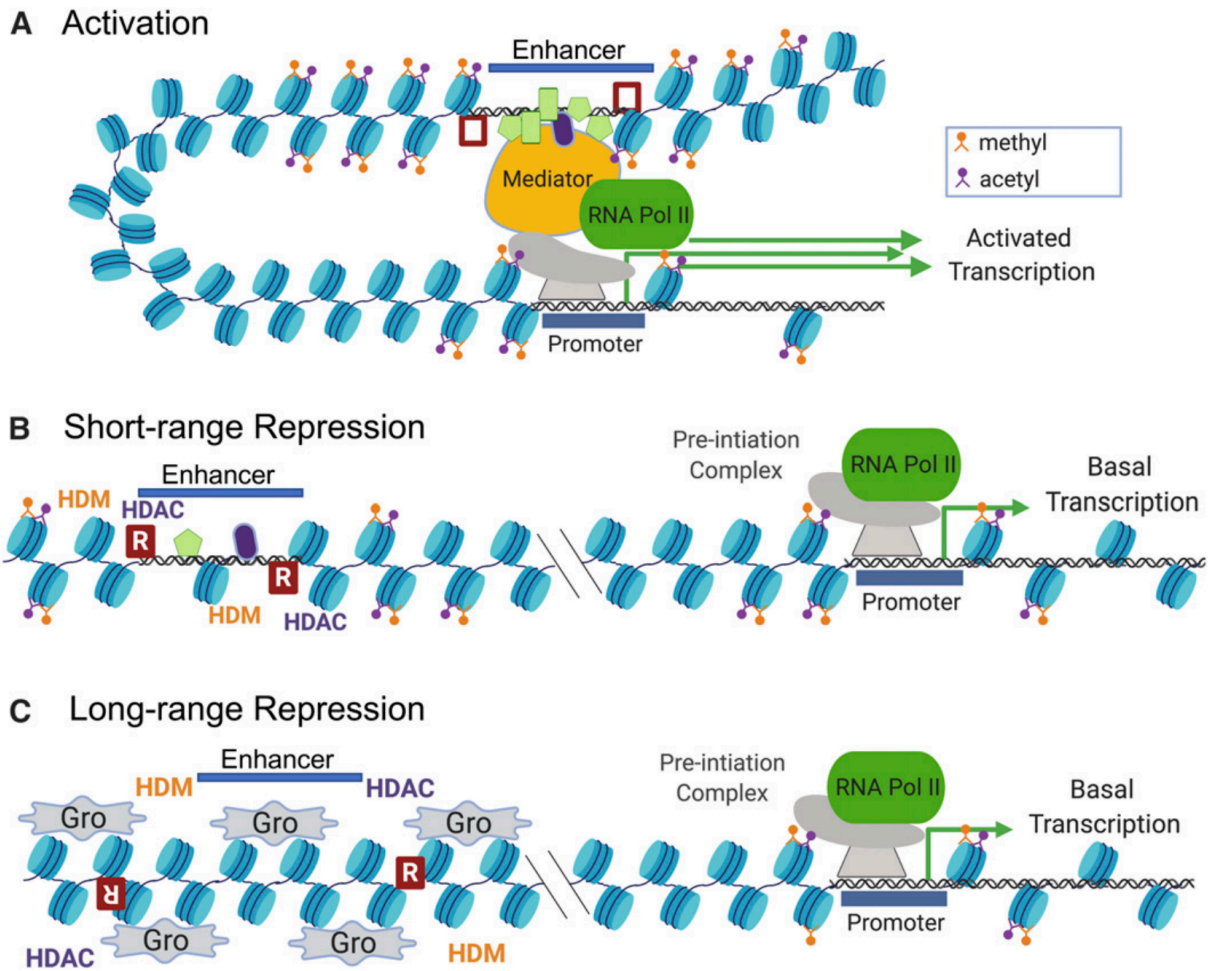 A Activation
Enhancer
methyl
acetyl
Mediator
RNA Pol II
Activated
Transcription
Promoter
B Short-range Repression
Enhancer
HDM
HDAC
R
R
HDM
HDAC
Pre-intiation
Complex
RNA Pol II
Basal
Transcription
Promoter
C Long-range Repression
Enhancer
HDM
HDAC
Gro
Gro
Gro
R
R
Gro
Gro
HDAC
HDM
Pre-intiation
Complex
RNA Pol II
Basal
Transcription
Promoter